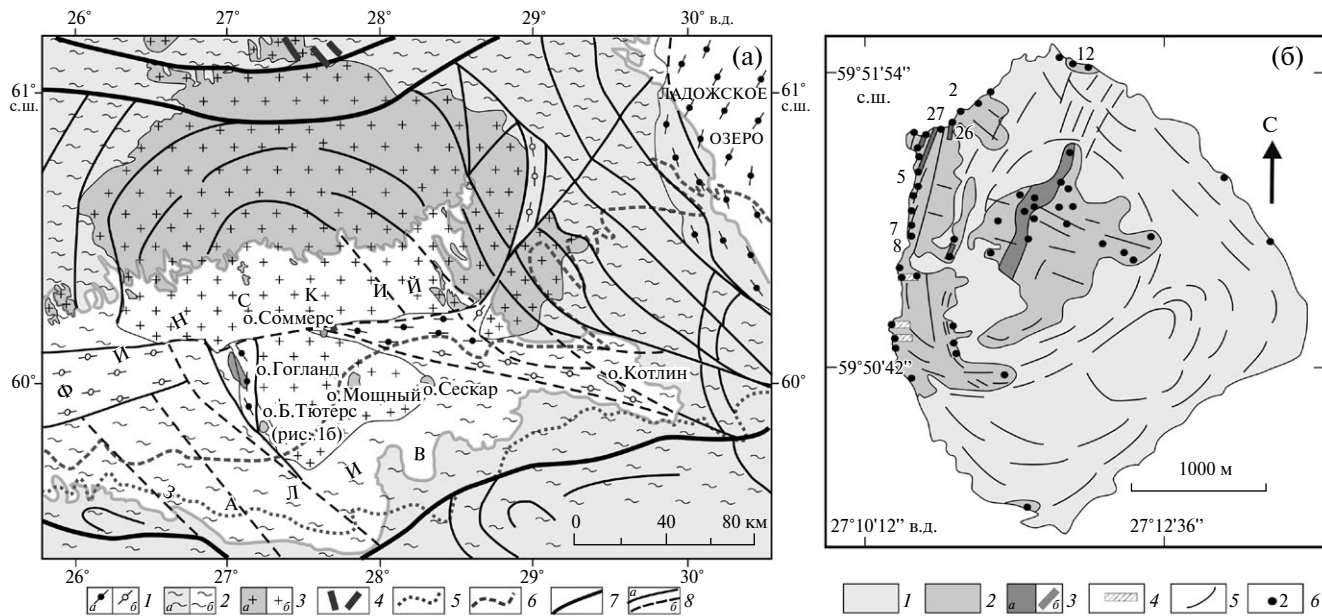 26° 27° 28° 29° 30° в.д.
(а)
61° с.ш.
61° с.ш.
ЛАДОЖСКОЕ
ОЗЕРО
Ф И Н С К И Й
о.Соммерс
о.Гогланд
о.Мощный
о.Сескар
о.Котлин
о.Б.Тютерс
(рис. 1б)
60°
60°
З А Л И В
0 40 80 км
26° 27° 28° 29° 30°
а б 1 а б 2 а б 3 4 5 6 7 а б 8
(б)
59°51'54"
с.ш.
12
2
27
26
С
5
7
8
59°50'42"
1000 м
27°10'12" в.д.
27°12'36"
1 2 а б 3 4 5 2 6